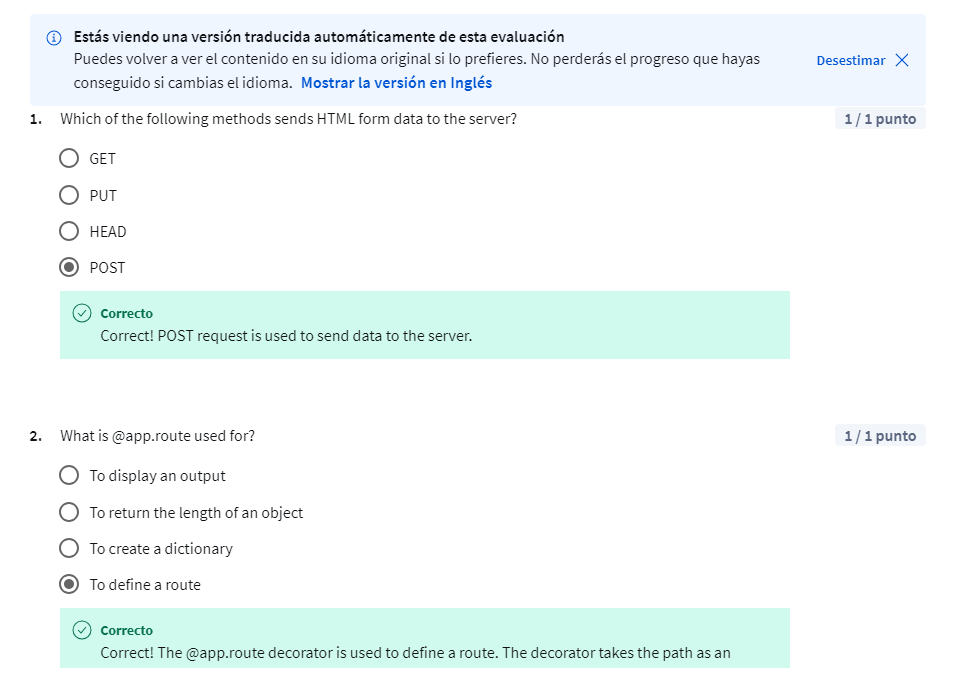 Estás viendo una versión traducida automáticamente de esta evaluación
Puedes volver a ver el contenido en su idioma original si lo prefieres. No perderás el progreso que hayas
conseguido si cambias el idioma. Mostrar la versión en Inglés
Desestimar
1. Which of the following methods sends HTML form data to the server?
1 / 1 punto
GET
PUT
HEAD
POST
Correcto
Correct! POST request is used to send data to the server.
2. What is @app.route used for?
1 / 1 punto
To display an output
To return the length of an object
To create a dictionary
To define a route
Correcto
Correct! The @app.route decorator is used to define a route. The decorator takes the path as an